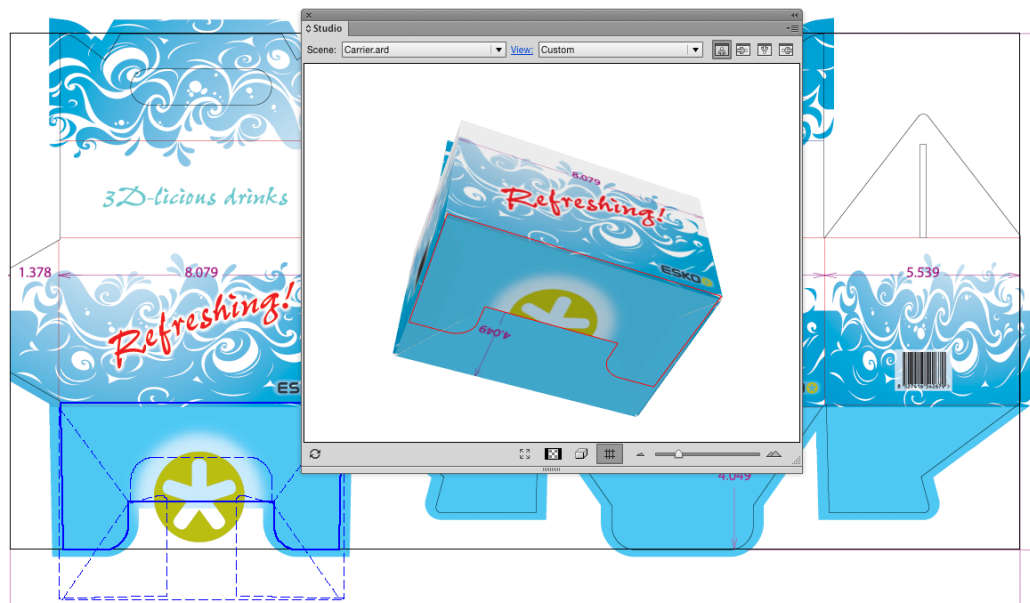 Studio
Scene: Carrier.ard View: Custom
8.079
Refreshing!
ESKO
4.049
3D-licious drinks
1.378 8.079 5.539
Refreshing!
ES
4.049